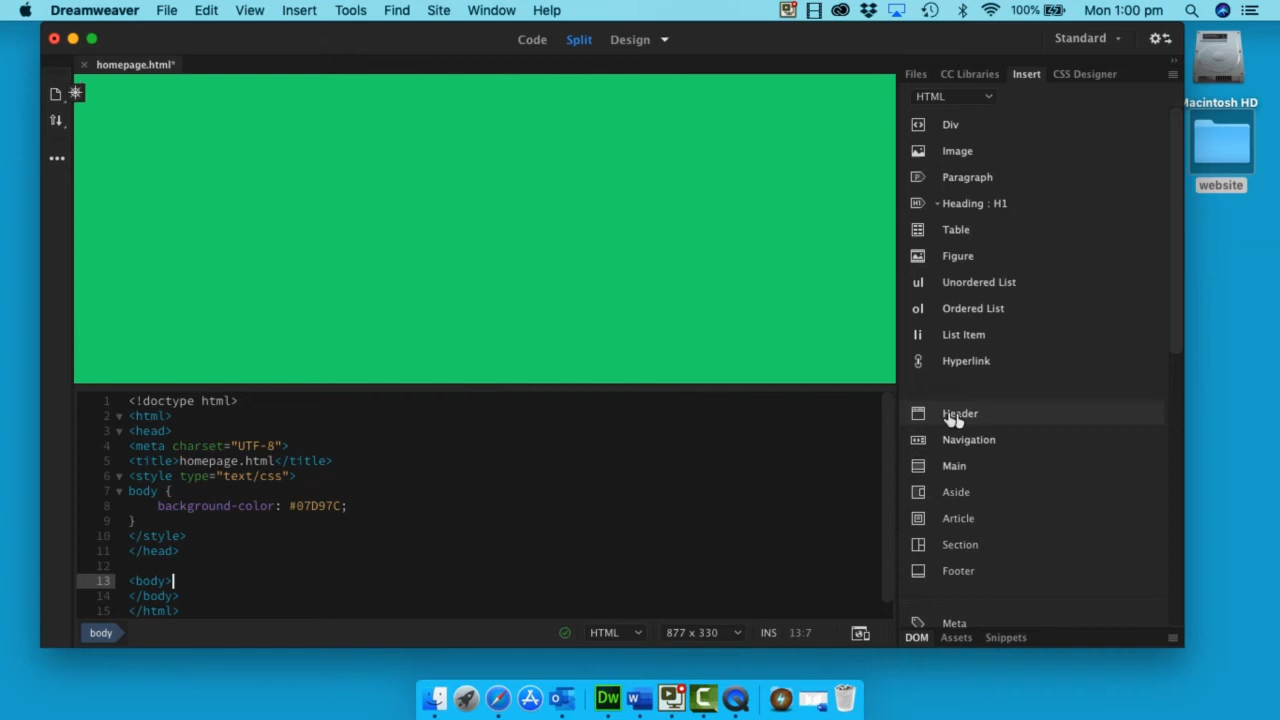 Dreamweaver File Edit View Insert Tools Find Site Window Help 100% Mon 1:00 pm
Code Split Design Standard
homepage.html*
Files CC Libraries Insert CSS Designer
HTML
Div
Image
Paragraph
Heading : H1
Table
Figure
ul Unordered List
ol Ordered List
li List Item
Hyperlink
Header
Navigation
Main
Aside
Article
Section
Footer
Meta
Macintosh HD
website
1 <!doctype html>
2 <html>
3 <head>
4 <meta charset="UTF-8">
5 <title>homepage.html</title>
6 <style type="text/css">
7 body {
8 background-color: #07D97C;
9 }
10 </style>
11 </head>
12
13 <body>
14 </body>
15 </html>
body HTML 877 x 330 INS 13:7
DOM Assets Snippets
Dw W C